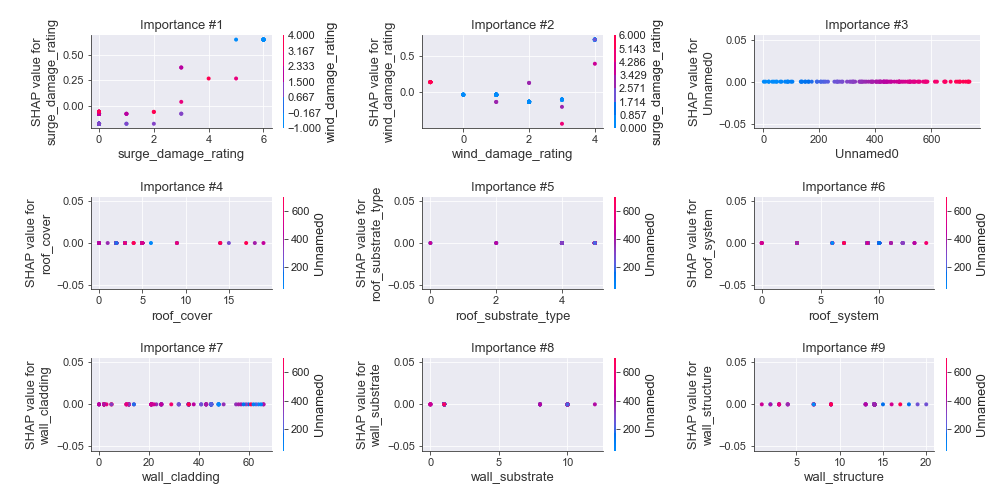 Importance #1
SHAP value for
surge_damage_rating
0.50
0.25
0.00
0
2
4
6
surge_damage_rating
4.000
3.167
2.333
1.500
0.667
−0.167
−1.000
wind_damage_rating
Importance #2
SHAP value for
wind_damage_rating
0.5
0.0
0
2
4
wind_damage_rating
6.000
5.143
4.286
3.429
2.571
1.714
0.857
0.000
surge_damage_rating
Importance #3
SHAP value for
Unnamed0
0.05
0.00
−0.05
0
200
400
600
Unnamed0
Importance #4
SHAP value for
roof_cover
0.05
0.00
−0.05
0
5
10
15
roof_cover
600
400
200
Unnamed0
Importance #5
SHAP value for
roof_substrate_type
0.05
0.00
−0.05
0
2
4
roof_substrate_type
600
400
200
Unnamed0
Importance #6
SHAP value for
roof_system
0.05
0.00
−0.05
0
5
10
roof_system
600
400
200
Unnamed0
Importance #7
SHAP value for
wall_cladding
0.05
0.00
−0.05
0
20
40
60
wall_cladding
600
400
200
Unnamed0
Importance #8
SHAP value for
wall_substrate
0.05
0.00
−0.05
0
5
10
wall_substrate
600
400
200
Unnamed0
Importance #9
SHAP value for
wall_structure
0.05
0.00
−0.05
5
10
15
20
wall_structure
600
400
200
Unnamed0